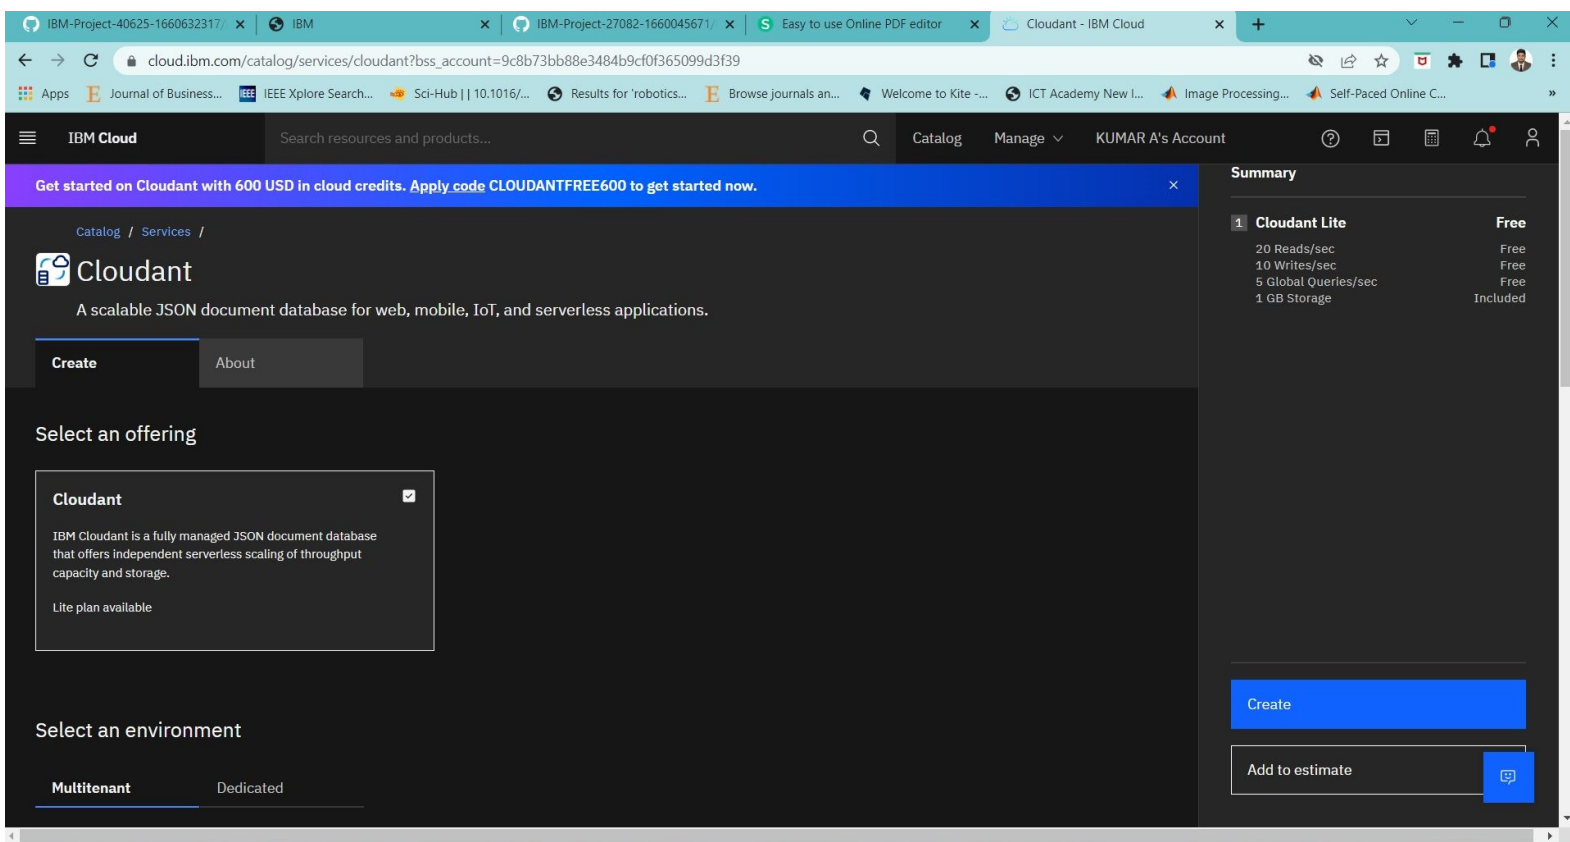 IBM-Project-40625-1660632317/
IBM
IBM-Project-27082-1660045671/
Easy to use Online PDF editor
Cloudant - IBM Cloud
cloud.ibm.com/catalog/services/cloudant?bss_account=9c8b73bb88e3484b9cf0f365099d3f39
Apps
Journal of Business...
IEEE
IEEE Xplore Search...
Sci-Hub | | 10.1016/...
Results for 'robotics...
Browse journals an...
Welcome to Kite -...
ICT Academy New I...
Image Processing...
Self-Paced Online C...
»
IBM Cloud
Search resources and products...
Catalog
Manage
KUMAR A's Account
Get started on Cloudant with 600 USD in cloud credits. Apply code CLOUDANTFREE600 to get started now.
Catalog / Services /
Cloudant
A scalable JSON document database for web, mobile, IoT, and serverless applications.
Create
About
Select an offering
Cloudant
IBM Cloudant is a fully managed JSON document database
that offers independent serverless scaling of throughput
capacity and storage.
Lite plan available
Select an environment
Multitenant
Dedicated
Summary
1 Cloudant Lite Free
20 Reads/sec Free
10 Writes/sec Free
5 Global Queries/sec Free
1 GB Storage Included
Create
Add to estimate